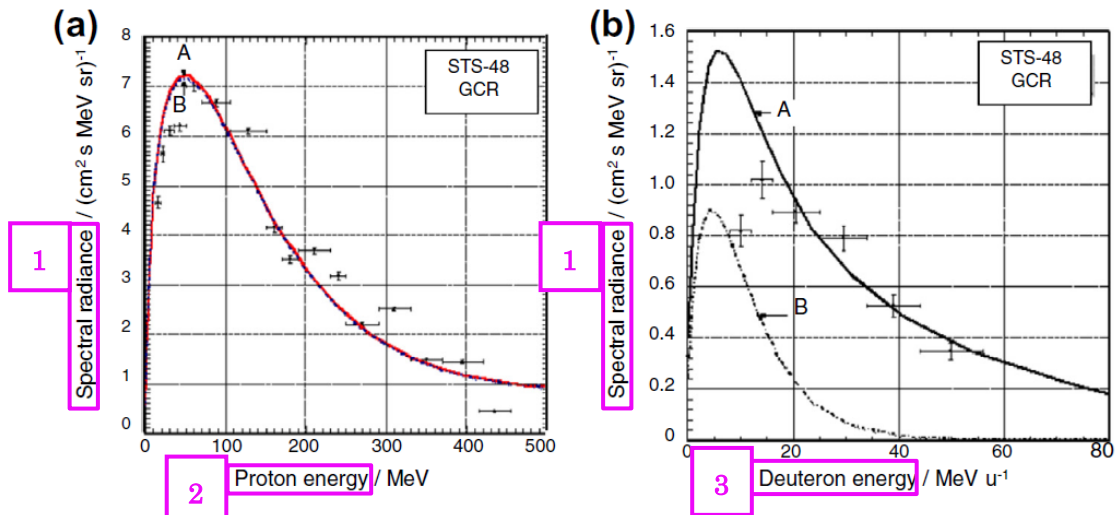 (a)
8
7
6
5
4
3
2
1
0
A
B
STS-48
GCR
Spectral radiance / (cm² s MeV sr)⁻¹
1
0
100
200
300
400
500
Proton energy / MeV
2
(b)
1.6
1.4
1.2
1.0
0.8
0.6
0.4
0.2
0
A
B
STS-48
GCR
Spectral radiance / (cm² s MeV sr)⁻¹
1
0
20
40
60
80
Deuteron energy / MeV u⁻¹
3